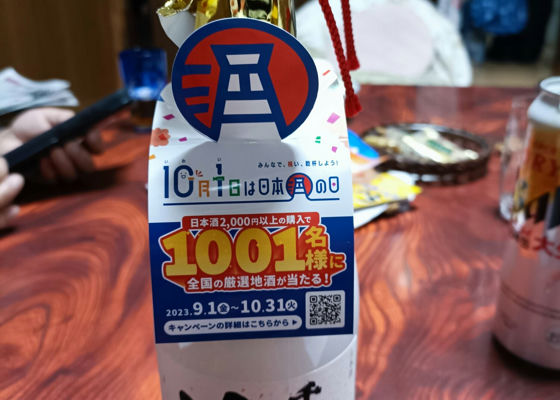 酒
みんなで、祝い、乾杯しよう!
10月1日は日本酒の日
日本酒2,000円以上の購入で
1001名様に
全国の厳選地酒が当たる!
2023.9.1金~10.31火
キャンペーンの詳細はこちらから▶